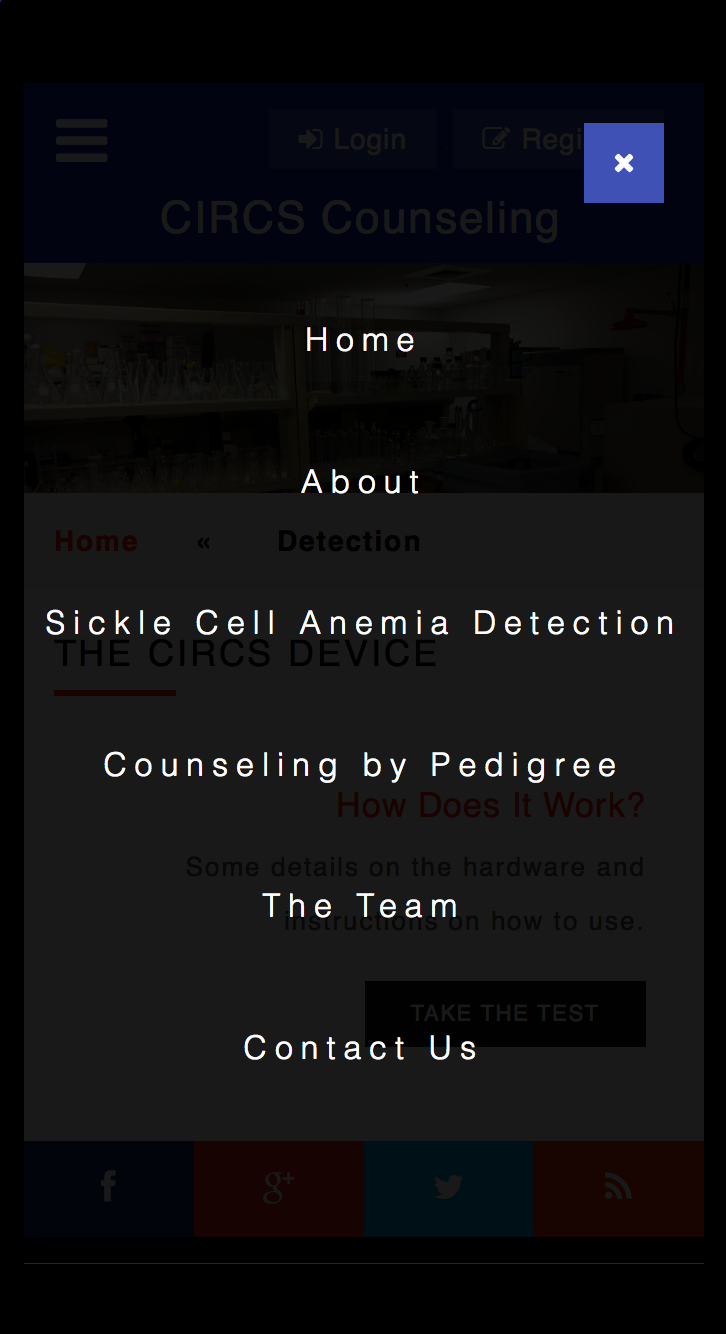 Login
Regi
CIRCS Counseling
Home
About
Home « Detection
Sickle Cell Anemia Detection
THE CIRCS DEVICE
Counseling by Pedigree
How Does It Work?
Some details on the hardware and
The Team
instructions on how to use.
TAKE THE TEST
Contact Us